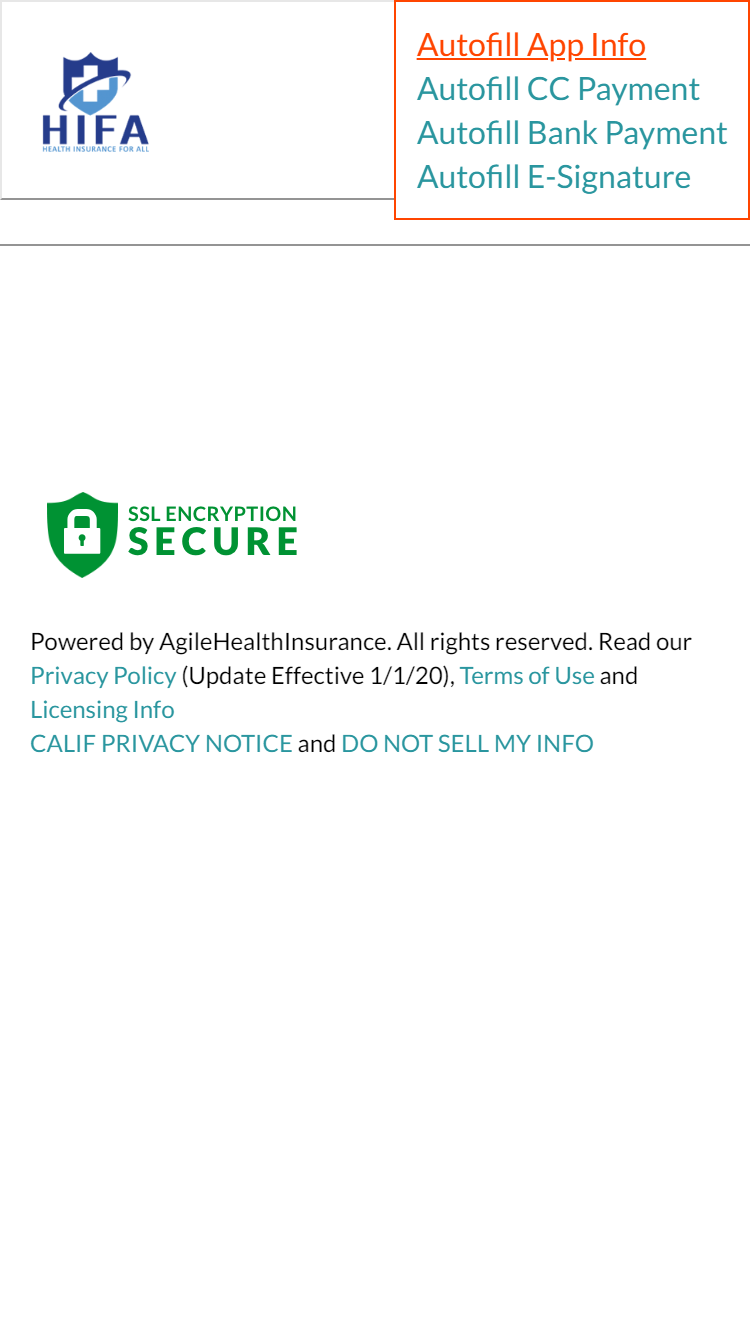 HIFA
HEALTH INSURANCE FOR ALL
Autofill App Info
Autofill CC Payment
Autofill Bank Payment
Autofill E-Signature
SSL ENCRYPTION
SECURE
Powered by AgileHealthInsurance. All rights reserved. Read our
Privacy Policy (Update Effective 1/1/20), Terms of Use and
Licensing Info
CALIF PRIVACY NOTICE and DO NOT SELL MY INFO